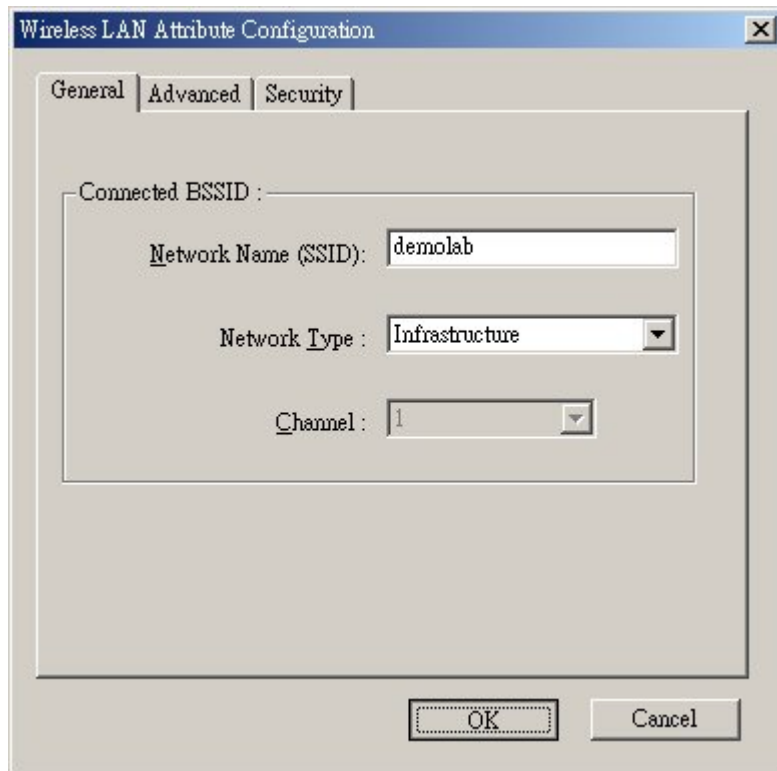 Wireless LAN Attribute Configuration
General Advanced Security
Connected BSSID :
Network Name (SSID): demolab
Network Type : Infrastructure
Channel : 1
OK Cancel